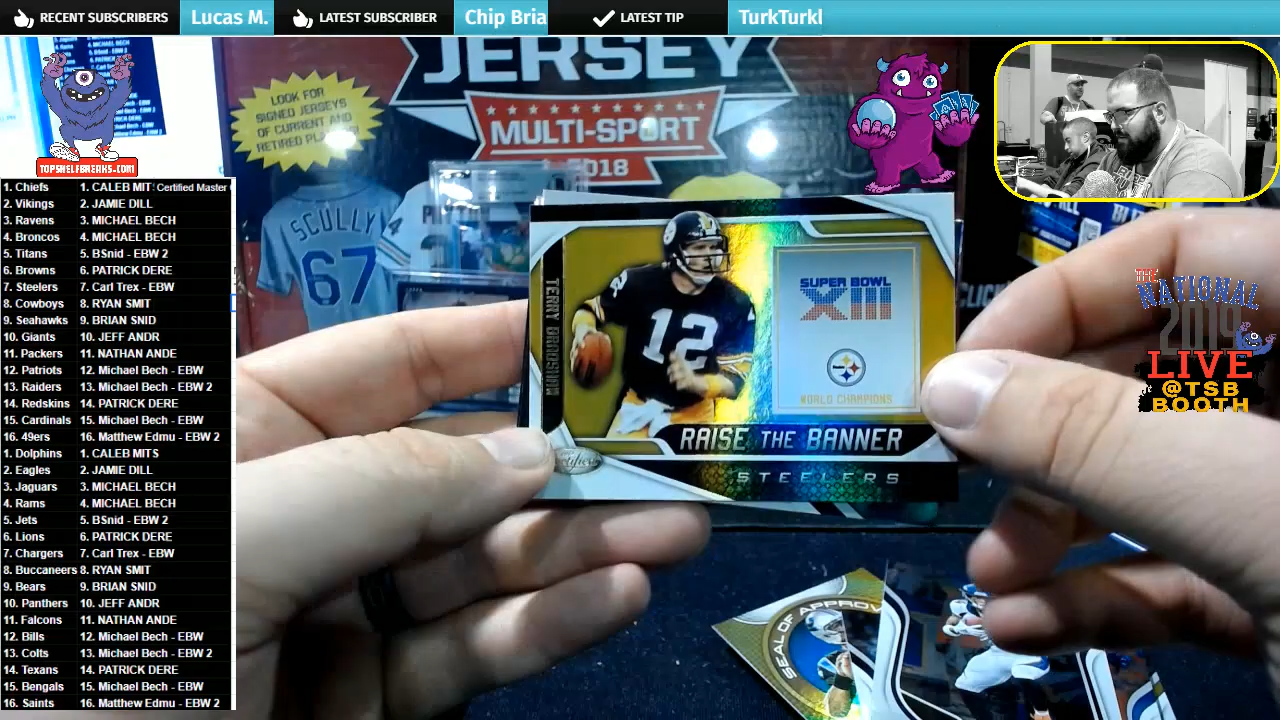 RECENT SUBSCRIBERS Lucas M. LATEST SUBSCRIBER Chip Bria LATEST TIP TurkTurkl
TOPSHELFBREAKS.COM
1. Chiefs 1. CALEB MIT: Certified Master
2. Vikings 2. JAMIE DILL
3. Ravens 3. MICHAEL BECH
4. Broncos 4. MICHAEL BECH
5. Titans 5. BSnid - EBW 2
6. Browns 6. PATRICK DERE
7. Steelers 7. Carl Trex - EBW
8. Cowboys 8. RYAN SMIT
9. Seahawks 9. BRIAN SNID
10. Giants 10. JEFF ANDR
11. Packers 11. NATHAN ANDE
12. Patriots 12. Michael Bech - EBW
13. Raiders 13. Michael Bech - EBW 2
14. Redskins 14. PATRICK DERE
15. Cardinals 15. Michael Bech - EBW
16. 49ers 16. Matthew Edmu - EBW 2
1. Dolphins 1. CALEB MITS
2. Eagles 2. JAMIE DILL
3. Jaguars 3. MICHAEL BECH
4. Rams 4. MICHAEL BECH
5. Jets 5. BSnid - EBW 2
6. Lions 6. PATRICK DERE
7. Chargers 7. Carl Trex - EBW
8. Buccaneers 8. RYAN SMIT
9. Bears 9. BRIAN SNID
10. Panthers 10. JEFF ANDR
11. Falcons 11. NATHAN ANDE
12. Bills 12. Michael Bech - EBW
13. Colts 13. Michael Bech - EBW 2
14. Texans 14. PATRICK DERE
15. Bengals 15. Michael Bech - EBW
16. Saints 16. Matthew Edmu - EBW 2
JERSEY
MULTI-SPORT
2018
LOOK FOR
SIGNED JERSEYS
OF CURRENT AND
RETIRED
SCULLY
67
TERRY BRADSHAW
12
SUPER BOWL
XIII
Steelers
WORLD CHAMPIONS
RAISE THE BANNER
STEELERS
Certified
SEAL OF APPROV
THE
NATIONAL
2019
LIVE
@TSB
BOOTH